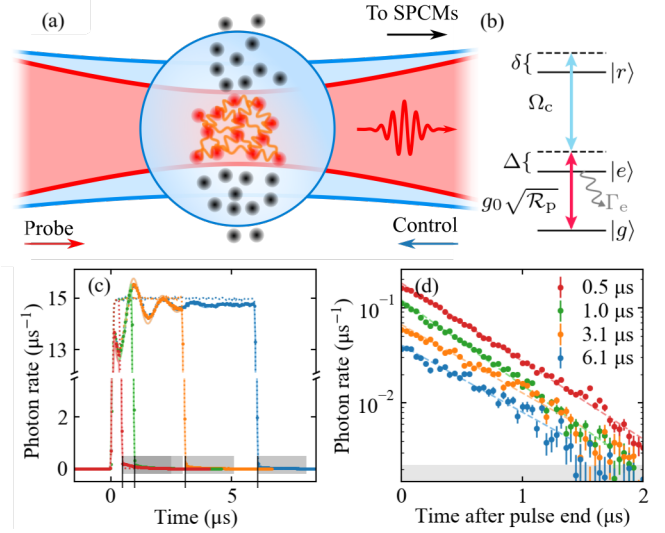 (a)
To SPCMs
Probe
Control
(b)
δ{
|r⟩
Ωc
Δ{
|e⟩
g0√Rp
Γe
|g⟩
(c)
15
13
2
0
Photon rate (μs⁻¹)
0
5
Time (μs)
(d)
0.5 μs
1.0 μs
3.1 μs
6.1 μs
10⁻¹
10⁻²
Photon rate (μs⁻¹)
0
1
2
Time after pulse end (μs)